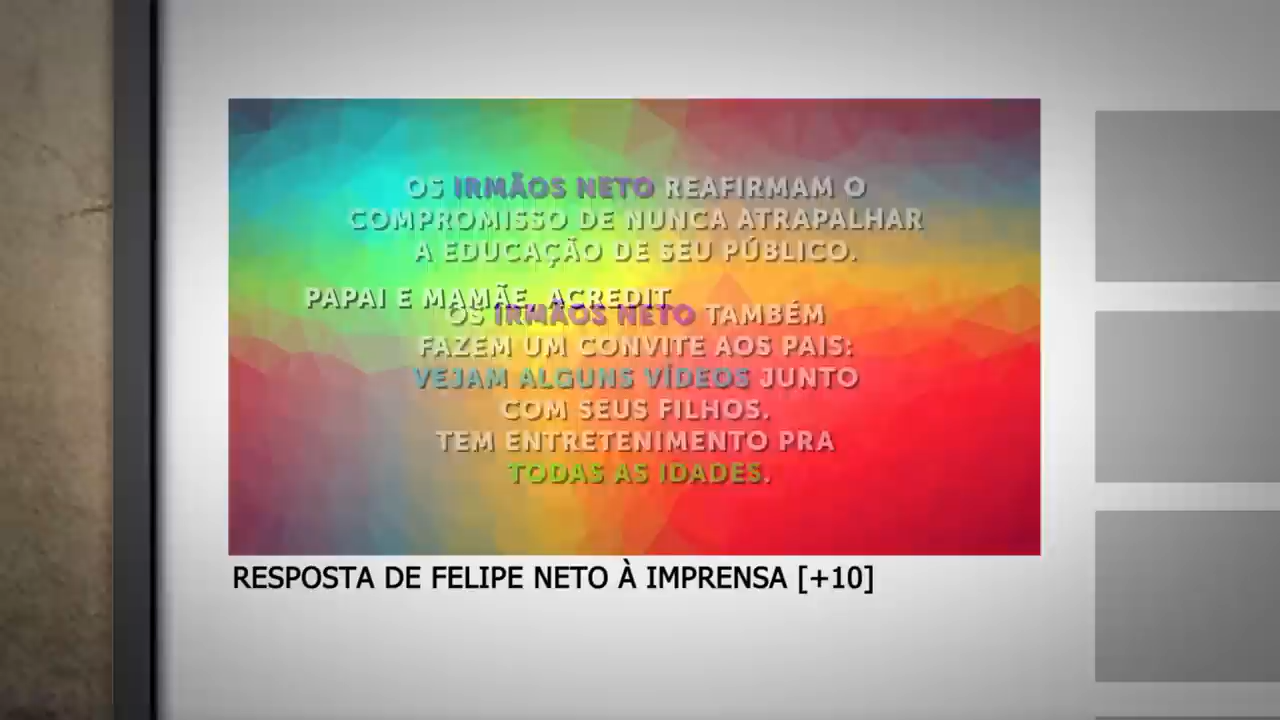 OS IRMÃOS NETO REAFIRMAM O
COMPROMISSO DE NUNCA ATRAPALHAR
A EDUCAÇÃO DE SEU PÚBLICO.
PAPAI E MAMÃE, ACREDIT
OS IRMÃOS NETO TAMBÉM
FAZEM UM CONVITE AOS PAIS:
VEJAM ALGUNS VÍDEOS JUNTO
COM SEUS FILHOS.
TEM ENTRETENIMENTO PRA
TODAS AS IDADES.
RESPOSTA DE FELIPE NETO À IMPRENSA [+10]